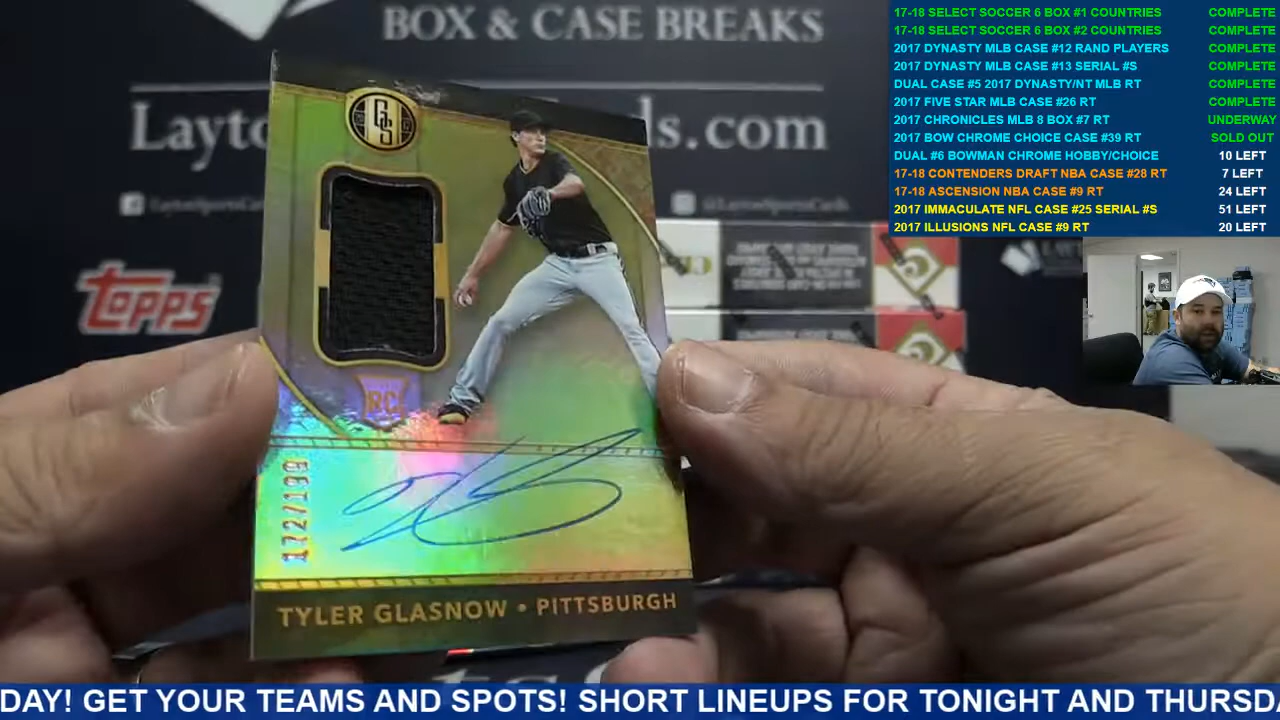 BOX & CASE BREAKS
17-18 SELECT SOCCER 6 BOX #1 COUNTRIES COMPLETE
17-18 SELECT SOCCER 6 BOX #2 COUNTRIES COMPLETE
2017 DYNASTY MLB CASE #12 RAND PLAYERS COMPLETE
2017 DYNASTY MLB CASE #13 SERIAL #S COMPLETE
DUAL CASE #5 2017 DYNASTY/NT MLB RT COMPLETE
2017 FIVE STAR MLB CASE #26 RT COMPLETE
2017 CHRONICLES MLB 8 BOX #7 RT UNDERWAY
2017 BOW CHROME CHOICE CASE #39 RT SOLD OUT
DUAL #6 BOWMAN CHROME HOBBY/CHOICE 10 LEFT
17-18 CONTENDERS DRAFT NBA CASE #28 RT 7 LEFT
17-18 ASCENSION NBA CASE #9 RT 24 LEFT
2017 IMMACULATE NFL CASE #25 SERIAL #S 51 LEFT
2017 ILLUSIONS NFL CASE #9 RT 20 LEFT
Layto
s.com
GS
TOPPS
RC
172/199
TYLER GLASNOW • PITTSBURGH
DAY! GET YOUR TEAMS AND SPOTS! SHORT LINEUPS FOR TONIGHT AND THURSDA